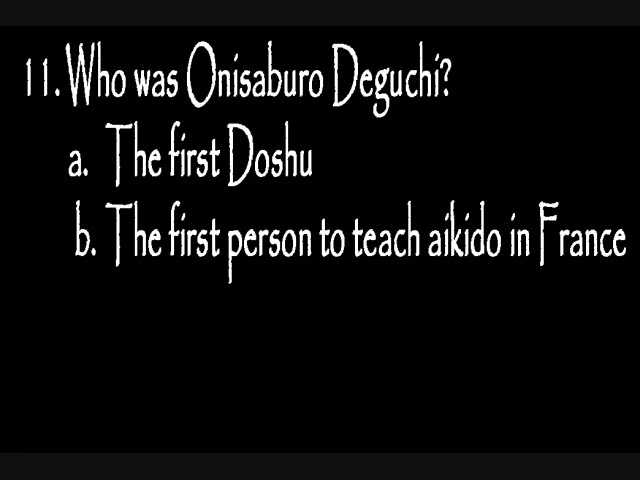 11. Who was Onisaburo Deguchi?
a. The first Doshu
b. The first person to teach aikido in France